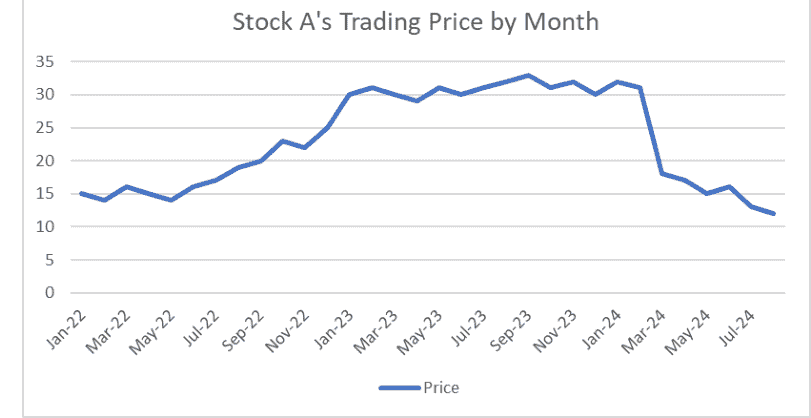 Stock A's Trading Price by Month
35
30
25
20
15
10
5
0
Jan-22 Mar-22 May-22 Jul-22 Sep-22 Nov-22 Jan-23 Mar-23 May-23 Jul-23 Sep-23 Nov-23 Jan-24 Mar-24 May-24 Jul-24
Price